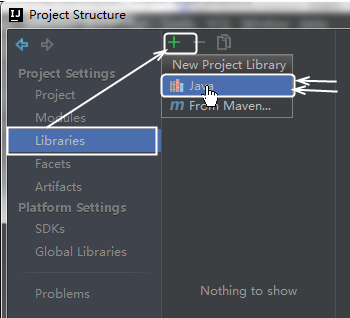 IJ Project Structure
Project Settings
Project
Modules
Libraries
Facets
Artifacts
Platform Settings
SDKs
Global Libraries
Problems
New Project Library
Java
m From Maven...
Nothing to show